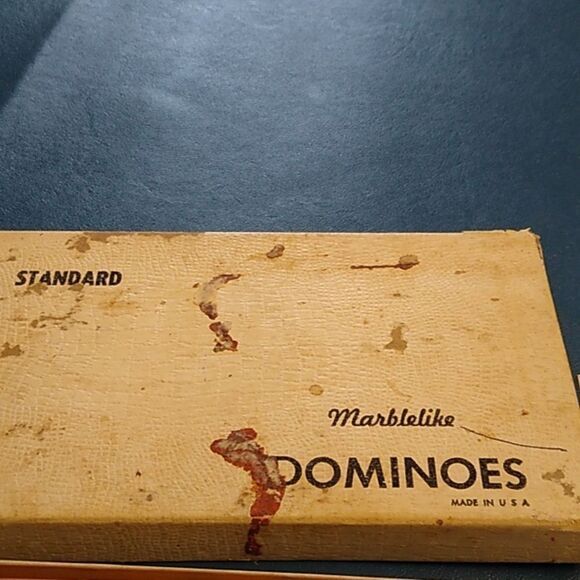 STANDARD
Marblelike
DOMINOES
MADE IN U S A